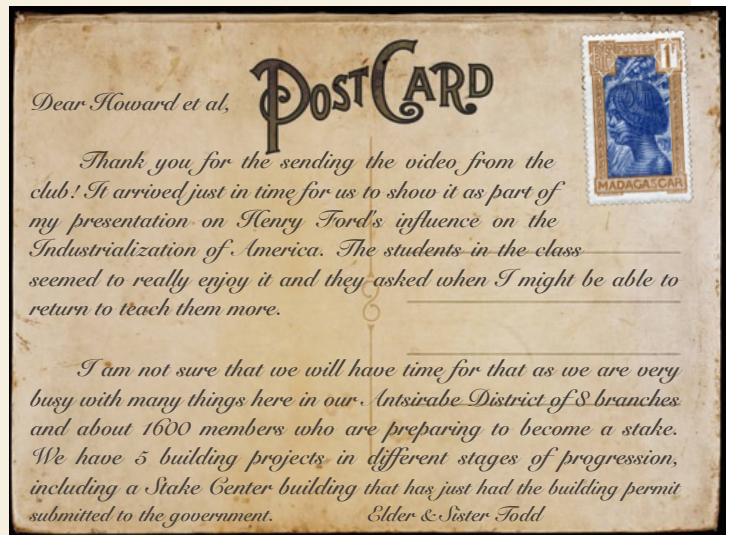 POSTCARD
POSTES
1F
MADAGASCAR
Dear Howard et al,
Thank you for the sending the video from the
club! It arrived just in time for us to show it as part of
my presentation on Henry Ford's influence on the
Industrialization of America. The students in the class
seemed to really enjoy it and they asked when I might be able to
return to teach them more.
I am not sure that we will have time for that as we are very
busy with many things here in our Antsirabe District of 8 branches
and about 1600 members who are preparing to become a stake.
We have 5 building projects in different stages of progression,
including a Stake Center building that has just had the building permit
submitted to the government. Elder & Sister Todd